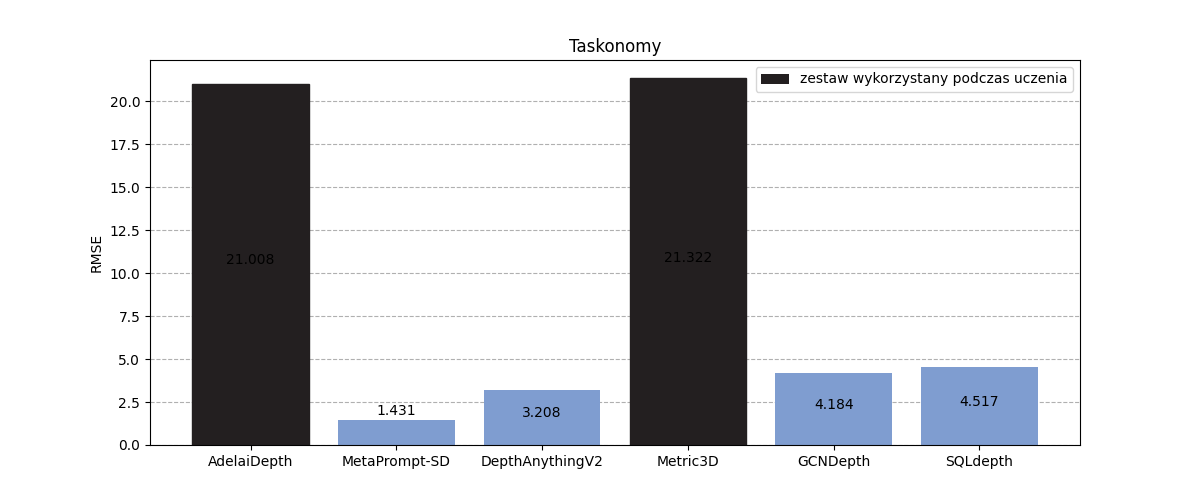 Taskonomy
zestaw wykorzystany podczas uczenia
RMSE
20.0
17.5
15.0
12.5
10.0
7.5
5.0
2.5
0.0
21.008
1.431
3.208
21.322
4.184
4.517
AdelaiDepth
MetaPrompt-SD
DepthAnythingV2
Metric3D
GCNDepth
SQLdepth